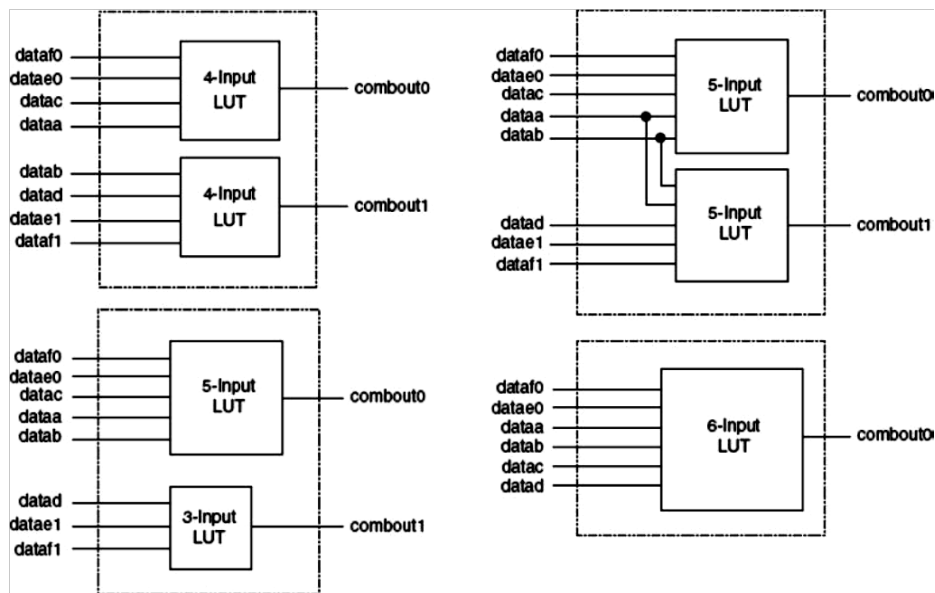 dataf0
datae0
datac
dataa
4-Input
LUT
combout0
datab
datad
datae1
dataf1
4-Input
LUT
combout1
dataf0
datae0
datac
dataa
datab
5-Input
LUT
combout0
datad
datae1
dataf1
5-Input
LUT
combout1
dataf0
datae0
datac
dataa
datab
5-Input
LUT
combout0
datad
datae1
dataf1
3-Input
LUT
combout1
dataf0
datae0
dataa
datab
datac
datad
6-Input
LUT
combout0